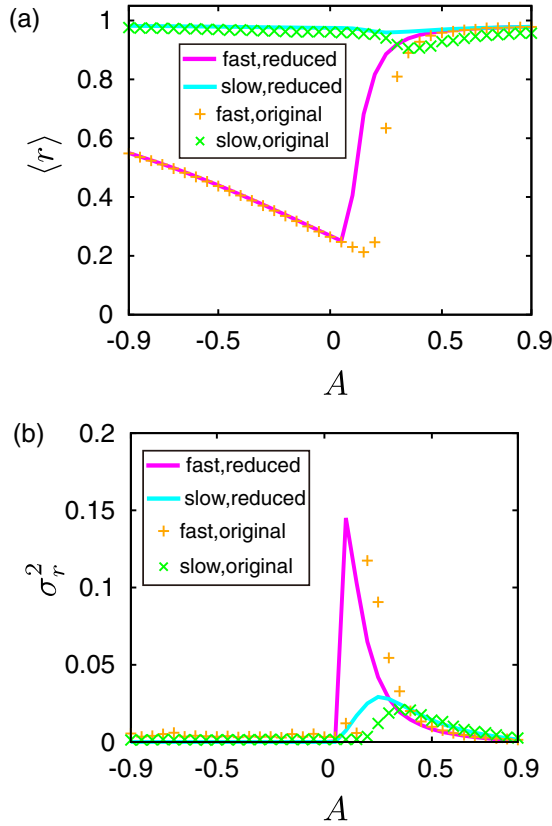 (a)
1
0.8
0.6
0.4
0.2
0
⟨r⟩
fast,reduced
slow,reduced
fast,original
slow,original
-0.9 -0.5 0 0.5 0.9
A
(b)
0.2
0.15
0.1
0.05
0
σ_r^2
fast,reduced
slow,reduced
fast,original
slow,original
-0.9 -0.5 0 0.5 0.9
A